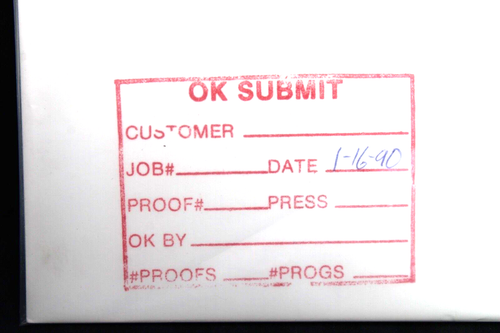 OK SUBMIT
CUSTOMER
JOB# DATE 1-16-90
PROOF# PRESS
OK BY
#PROOFS #PROGS